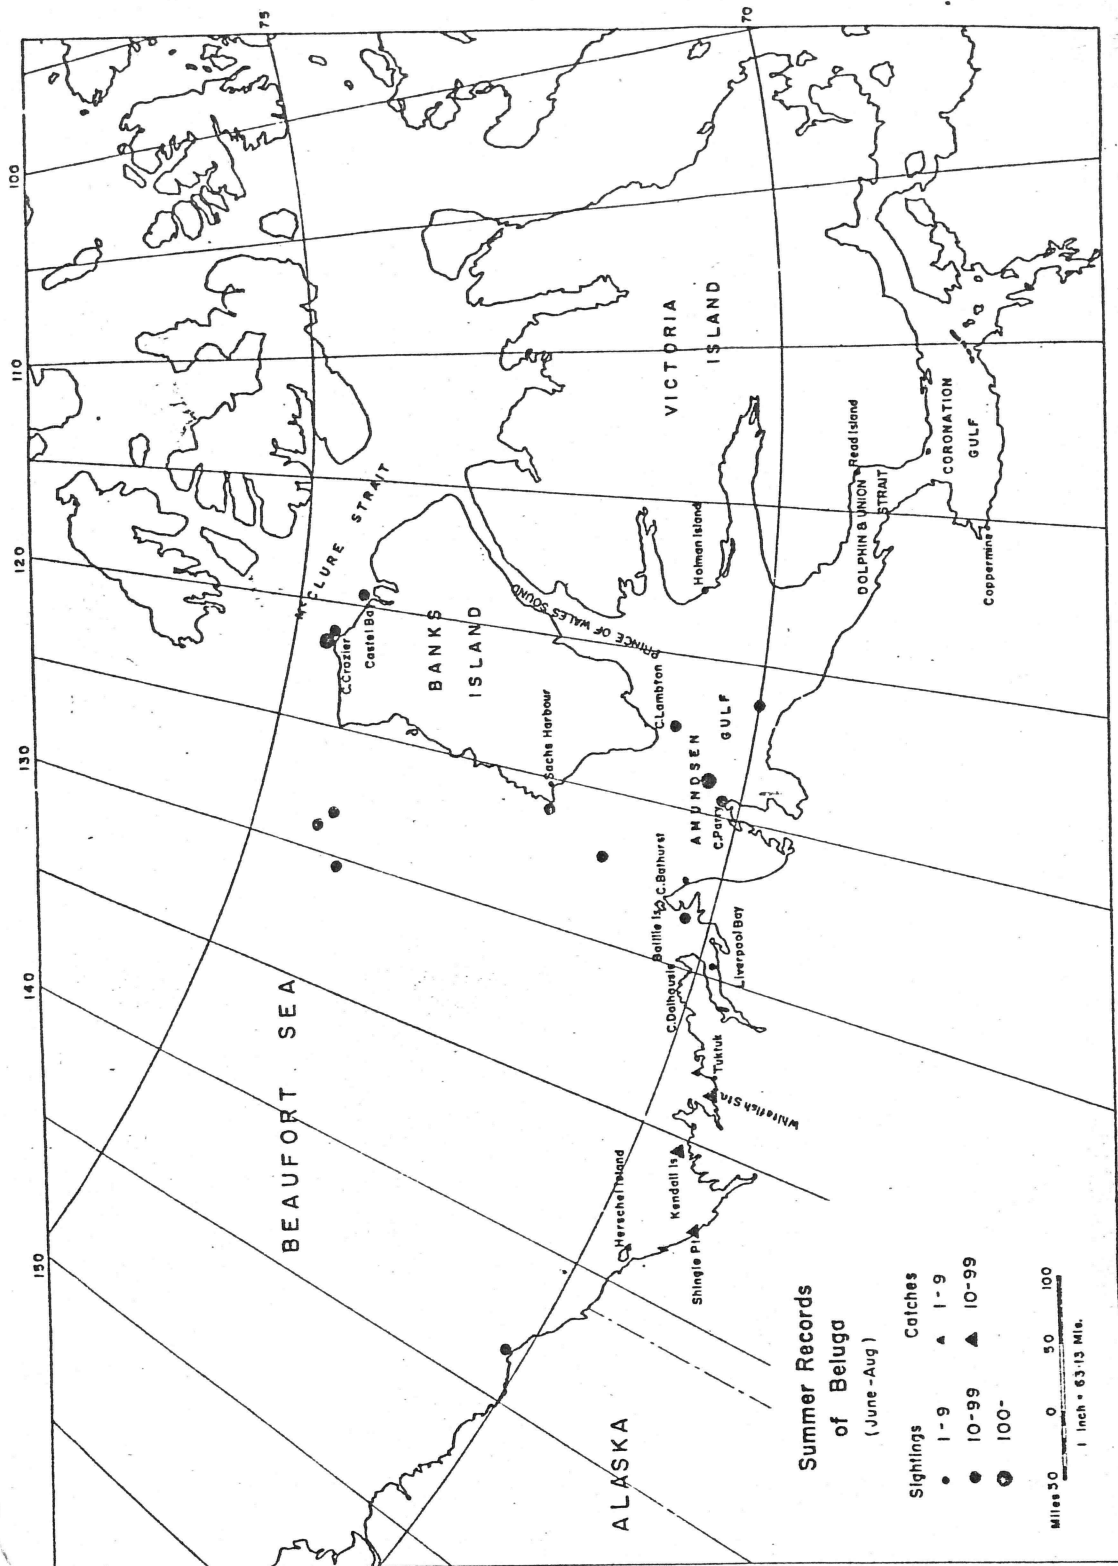 150
140
130
120
110
100
75
70
BEAUFORT SEA
McCLURE STRAIT
C.Crozier
Castel Bay
BANKS
ISLAND
PRINCE OF WALES SOUND
Sachs Harbour
C.Lambton
AMUNDSEN
GULF
VICTORIA
ISLAND
Holman Island
Read Island
DOLPHIN & UNION
STRAIT
CORONATION
GULF
Coppermine
C.Parry
C.Bathurst
Baillie Is
Liverpool Bay
C.Dalhousie
Tuktuk
Whitefish Stn.
Kendall Is
Herschel Island
Shingle Pt
ALASKA
Summer Records
of Beluga
(June-Aug)
Sightings Catches
1-9 1-9
10-99 10-99
100-
Miles 50 0 50 100
1 Inch = 63·13 Mls.